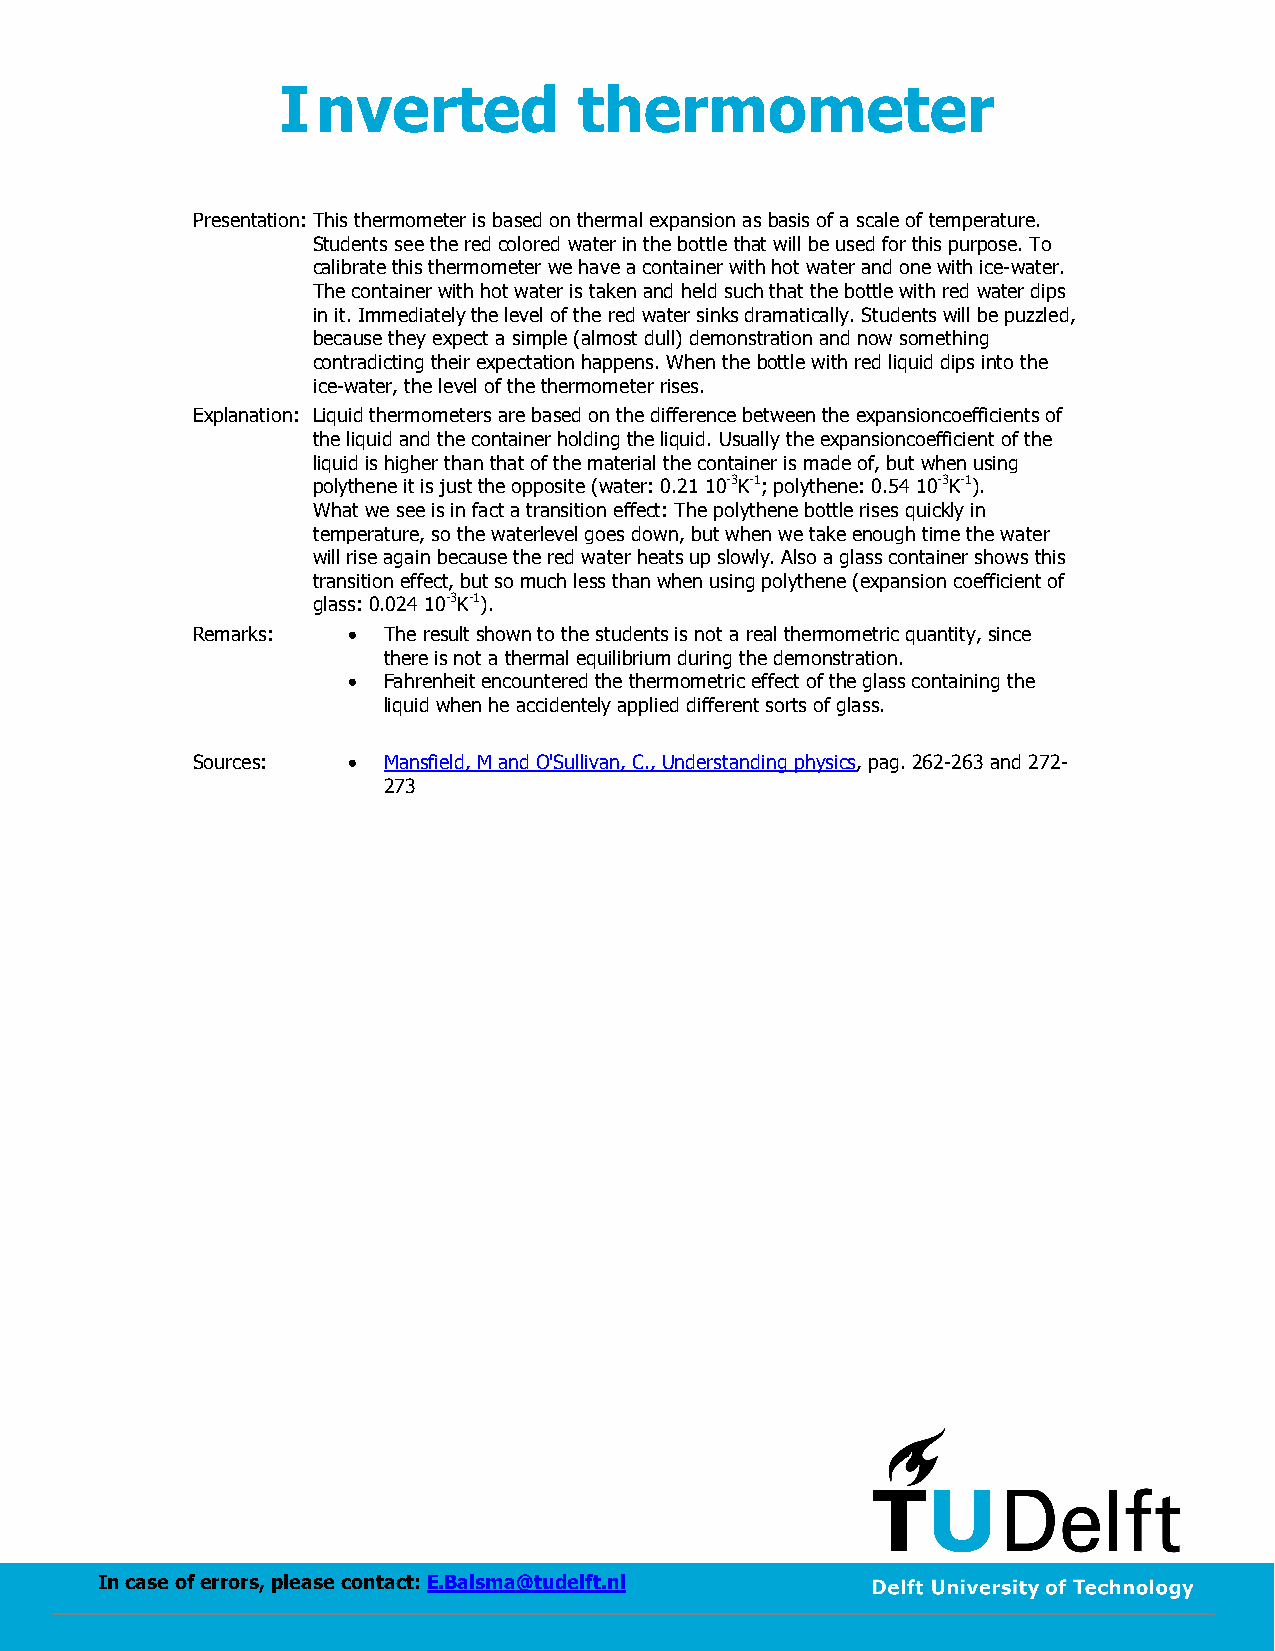 Inverted thermometer
Presentation: This thermometer is based on thermal expansion as basis of a scale of temperature.
Students see the red colored water in the bottle that will be used for this purpose. To
calibrate this thermometer we have a container with hot water and one with ice-water.
The container with hot water is taken and held such that the bottle with red water dips
in it. Immediately the level of the red water sinks dramatically. Students will be puzzled,
because they expect a simple (almost dull) demonstration and now something
contradicting their expectation happens. When the bottle with red liquid dips into the
ice-water, the level of the thermometer rises.
Explanation: Liquid thermometers are based on the difference between the expansioncoefficients of
the liquid and the container holding the liquid. Usually the expansioncoefficient of the
liquid is higher than that of the material the container is made of, but when using
polythene it is just the opposite (water: 0.21 10⁻³K⁻¹; polythene: 0.54 10⁻³K⁻¹).
What we see is in fact a transition effect: The polythene bottle rises quickly in
temperature, so the waterlevel goes down, but when we take enough time the water
will rise again because the red water heats up slowly. Also a glass container shows this
transition effect, but so much less than when using polythene (expansion coefficient of
glass: 0.024 10⁻³K⁻¹).
Remarks: • The result shown to the students is not a real thermometric quantity, since
there is not a thermal equilibrium during the demonstration.
• Fahrenheit encountered the thermometric effect of the glass containing the
liquid when he accidentely applied different sorts of glass.
Sources: • Mansfield, M and O'Sullivan, C., Understanding physics, pag. 262-263 and 272-
273
TUDelft
In case of errors, please contact: E.Balsma@tudelft.nl
Delft University of Technology